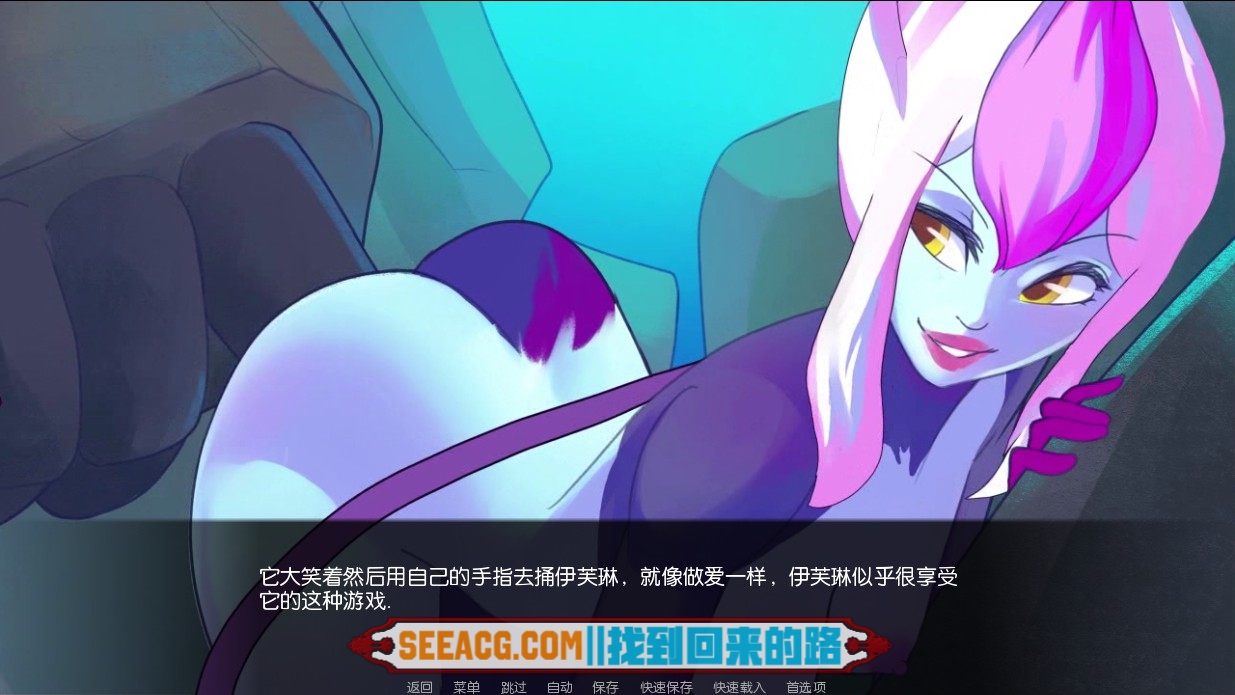 它大笑着然后用自己的手指去捅伊芙琳，就像做爱一样，伊芙琳似乎很享受
它的这种游戏.
SEEACG.COM||找到回来的路
返回 菜单 跳过 自动 保存 快速保存 快速载入 首选项